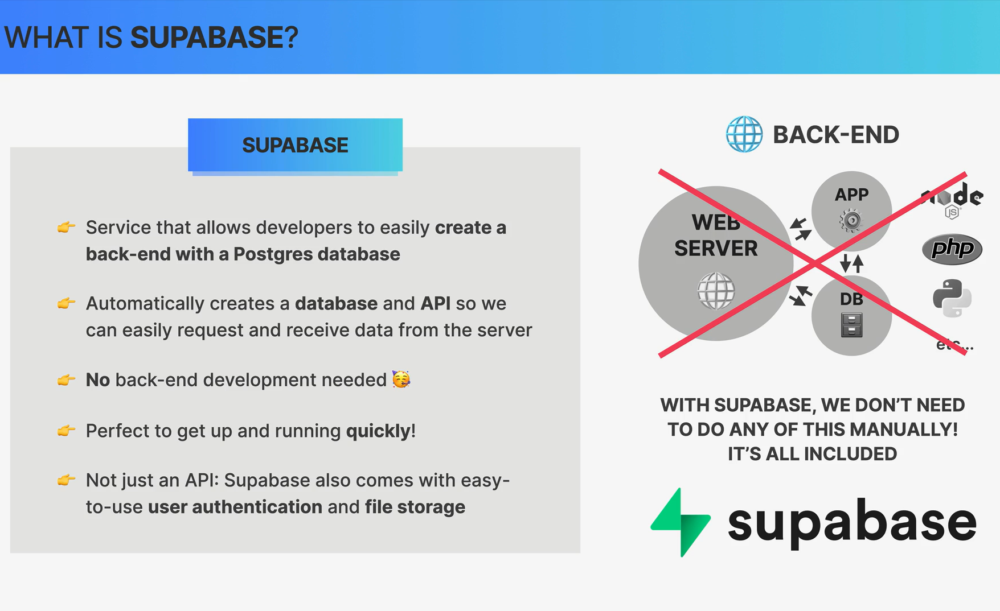 WHAT IS SUPABASE?
SUPABASE
👉 Service that allows developers to easily create a
back-end with a Postgres database
👉 Automatically creates a database and API so we
can easily request and receive data from the server
👉 No back-end development needed 🥳
👉 Perfect to get up and running quickly!
👉 Not just an API: Supabase also comes with easy-
to-use user authentication and file storage
🌐 BACK-END
WEB
SERVER
APP
DB
node
JS
php
etc...
WITH SUPABASE, WE DON’T NEED
TO DO ANY OF THIS MANUALLY!
IT’S ALL INCLUDED
supabase